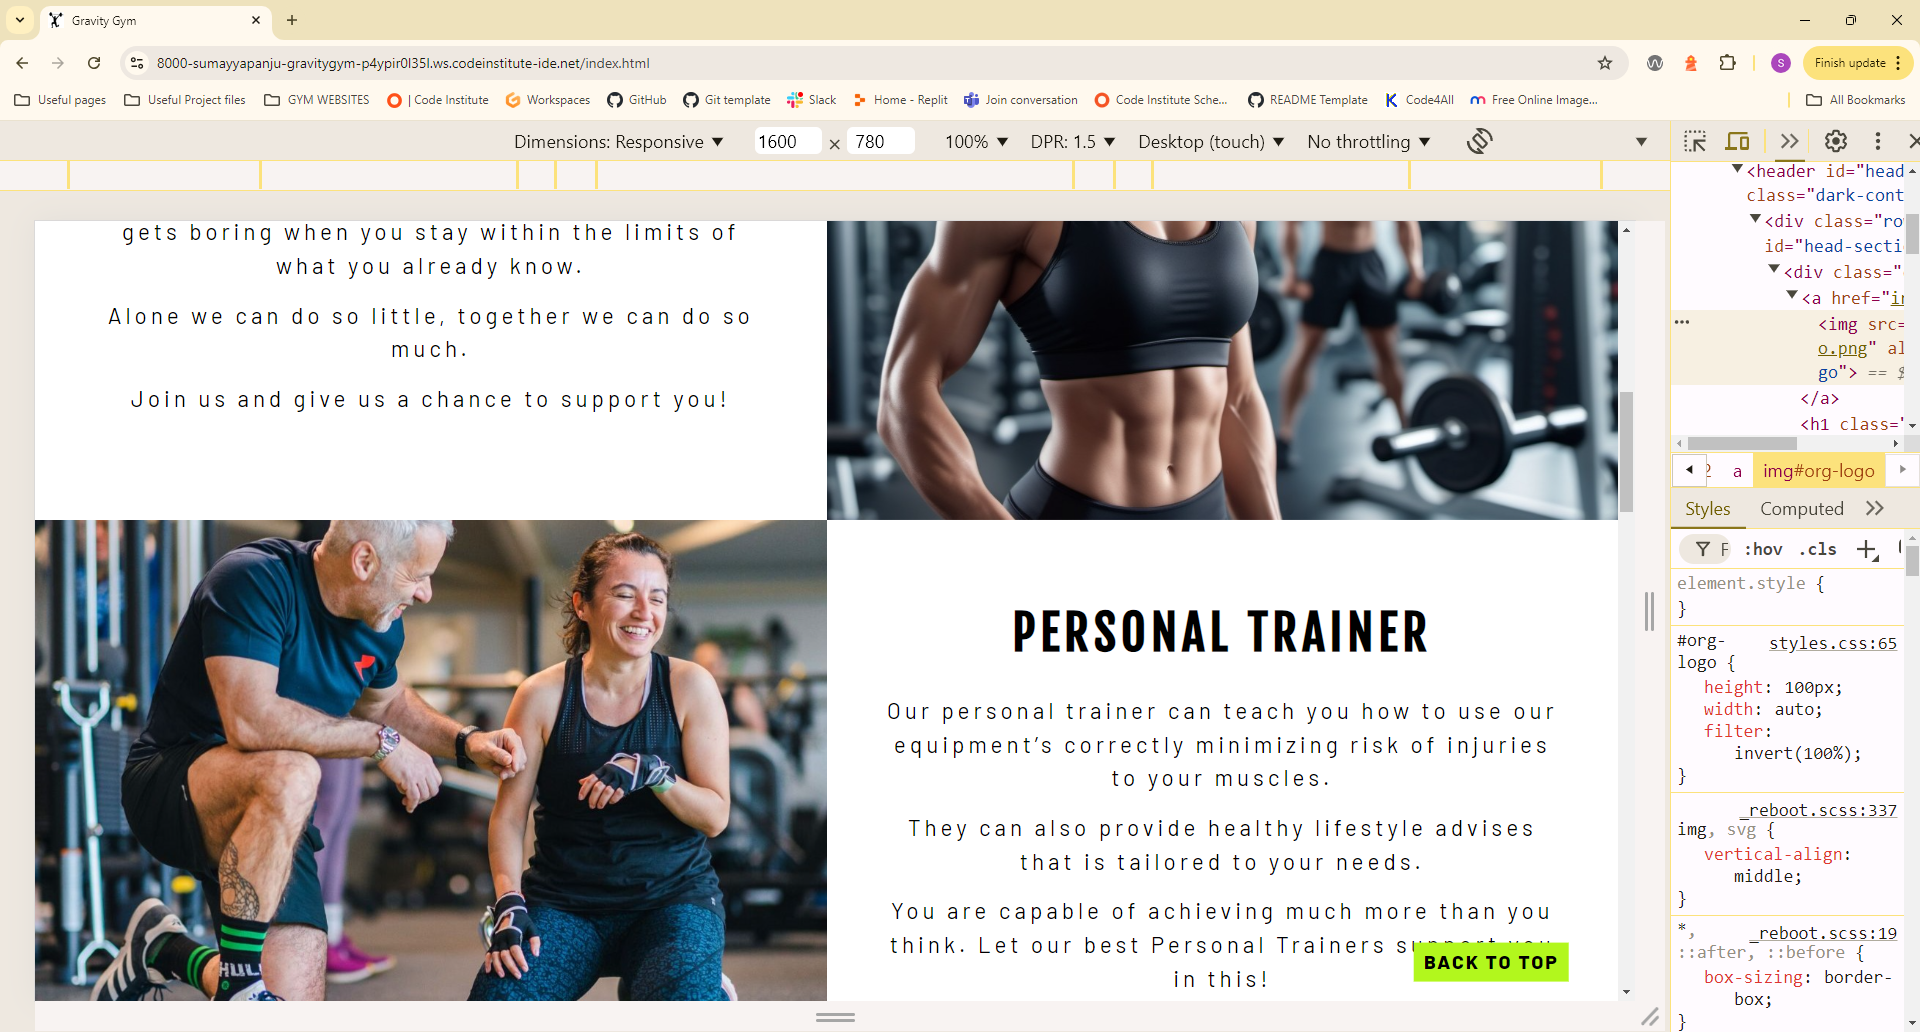 Gravity Gym
8000-sumayyapanju-gravitygym-p4ypir0l35l.ws.codeinstitute-ide.net/index.html
S
Finish update
Useful pages
Useful Project files
GYM WEBSITES
| Code Institute
Workspaces
GitHub
Git template
Slack
Home - Replit
Join conversation
Code Institute Sche...
README Template
Code4All
Free Online Image...
All Bookmarks
Dimensions: Responsive
1600 × 780
100%
DPR: 1.5
Desktop (touch)
No throttling
gets boring when you stay within the limits of
what you already know.
Alone we can do so little, together we can do so
much.
Join us and give us a chance to support you!
PERSONAL TRAINER
Our personal trainer can teach you how to use our
equipment's correctly minimizing risk of injuries
to your muscles.
They can also provide healthy lifestyle advises
that is tailored to your needs.
You are capable of achieving much more than you
think. Let our best Personal Trainers support you
in this!
BACK TO TOP
HUL
<header id="head
class="dark-cont
<div class="ro
id="head-secti
<div class="
<a href="in
<img src=
o.png" al
go"> == $
</a>
<h1 class="
a
img#org-logo
Styles
Computed
F
:hov
.cls
element.style {
}
#org-
logo {
styles.css:65
height: 100px;
width: auto;
filter:
invert(100%);
}
_reboot.scss:337
img, svg {
vertical-align:
middle;
}
_reboot.scss:19
*,
::after, ::before {
box-sizing: border-
box;
}